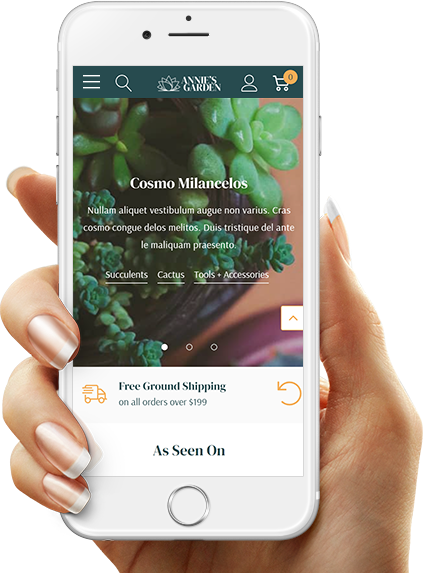 ANNIE'S
GARDEN
0
Cosmo Milancelos
Nullam aliquet vestibulum augue non varius. Cras
cosmo congue delos melitos. Duis tristique del ante
le maliquam praesento.
Succulents Cactus Tools + Accessories
Free Ground Shipping
on all orders over $199
As Seen On